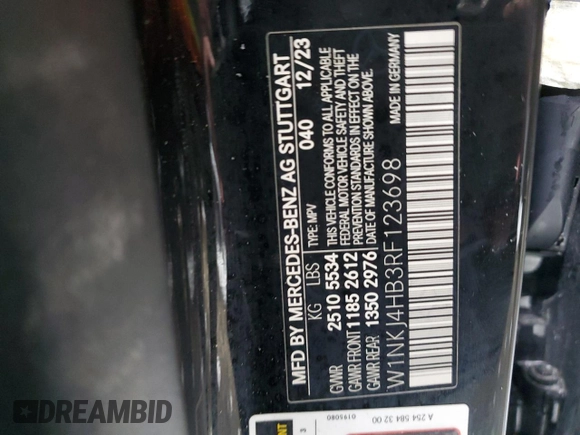 MFD BY MERCEDES-BENZ AG STUTTGART
040 12/23
KG LBS TYPE: MPV
GVWR 2510 5534
GAWR FRONT 1185 2612
GAWR REAR 1350 2976
THIS VEHICLE CONFORMS TO ALL APPLICABLE
FEDERAL MOTOR VEHICLE SAFETY AND THEFT
PREVENTION STANDARDS IN EFFECT ON THE
DATE OF MANUFACTURE SHOWN ABOVE.
W1NKJ4HB3RF123698
MADE IN GERMANY
A 254 584 32 00
0195080
DREAMBID